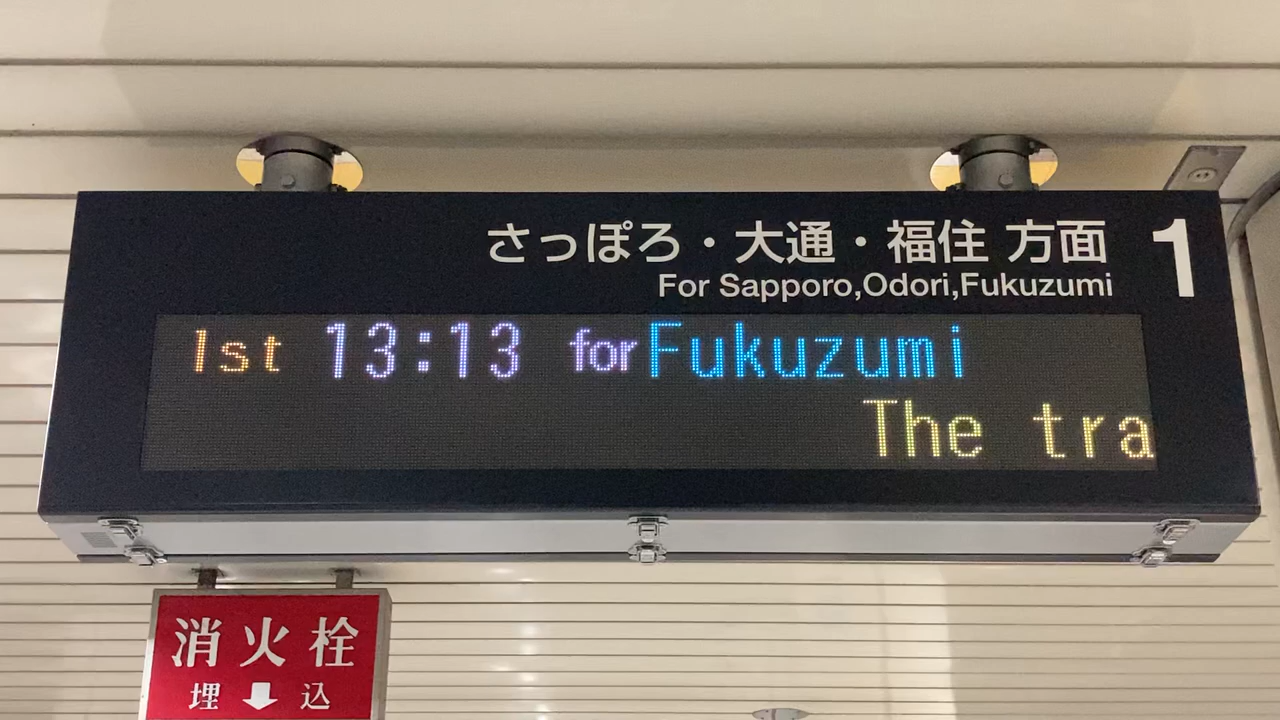 さっぽろ・大通・福住 方面 1
For Sapporo,Odori,Fukuzumi
1st 13:13 for Fukuzumi
The tra
消火栓
埋 ⬇ 込